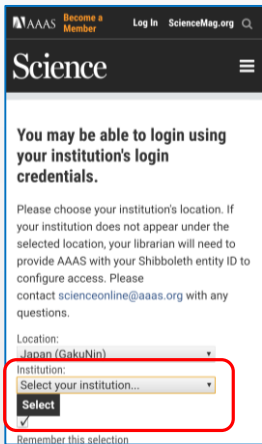 AAAS Become a Member Log In ScienceMag.org
Science
You may be able to login using
your institution's login
credentials.
Please choose your institution's location. If
your institution does not appear under the
selected location, your librarian will need to
provide AAAS with your Shibboleth entity ID to
configure access. Please
contact scienceonline@aaas.org with any
questions.
Location:
Japan (GakuNin)
Institution:
Select your institution...
Select
Remember this selection